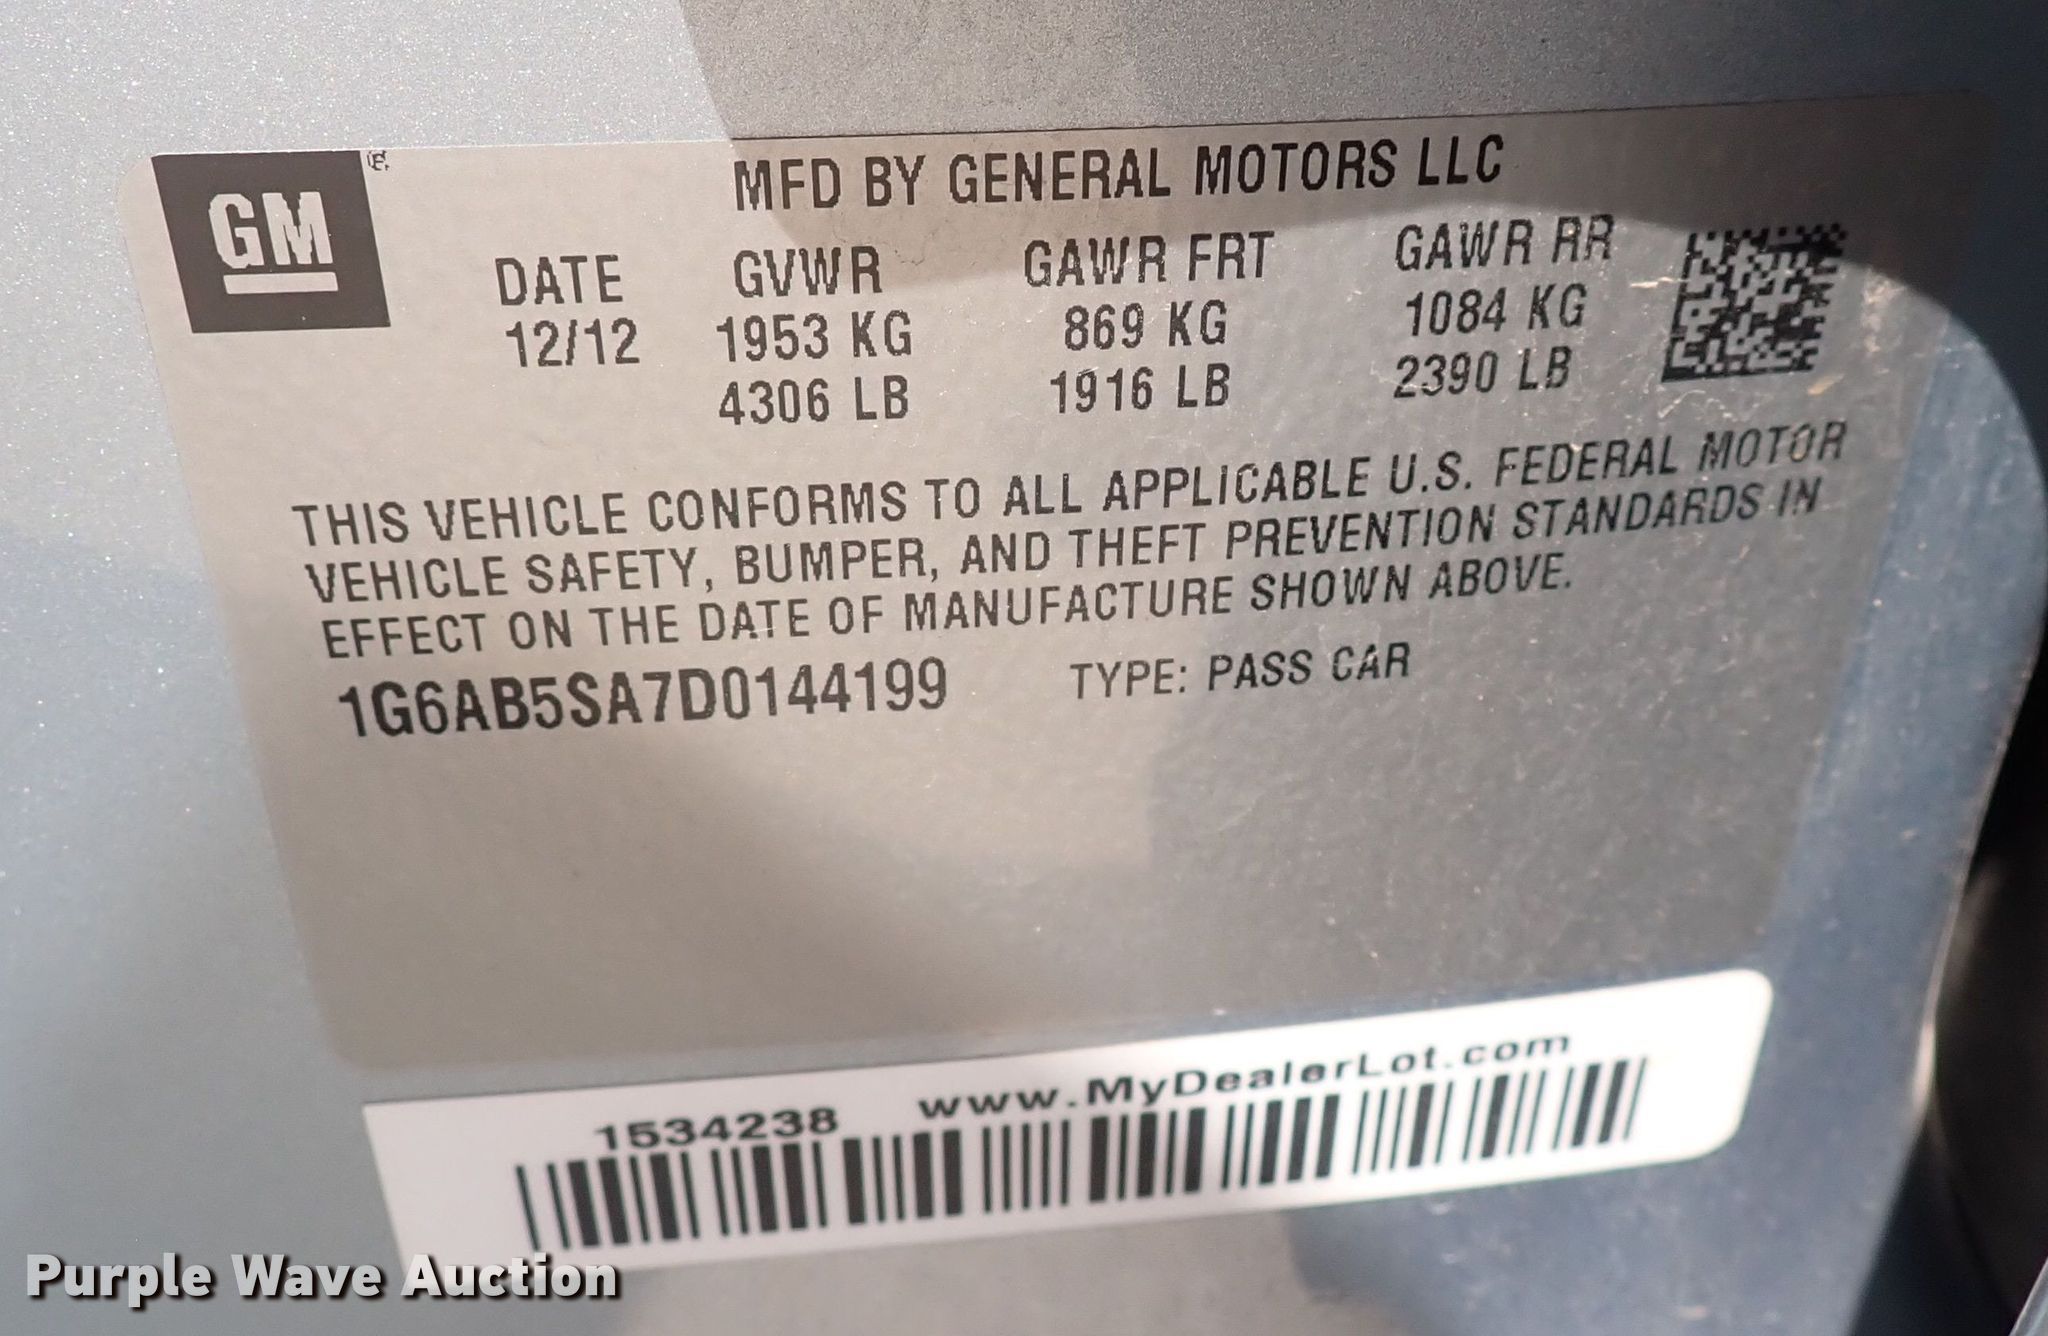 GM
MFD BY GENERAL MOTORS LLC
DATE GVWR GAWR FRT GAWR RR
12/12 1953 KG 869 KG 1084 KG
4306 LB 1916 LB 2390 LB
THIS VEHICLE CONFORMS TO ALL APPLICABLE U.S. FEDERAL MOTOR
VEHICLE SAFETY, BUMPER, AND THEFT PREVENTION STANDARDS IN
EFFECT ON THE DATE OF MANUFACTURE SHOWN ABOVE.
1G6AB5SA7D0144199 TYPE: PASS CAR
1534238 www.MyDealerLot.com
Purple Wave Auction